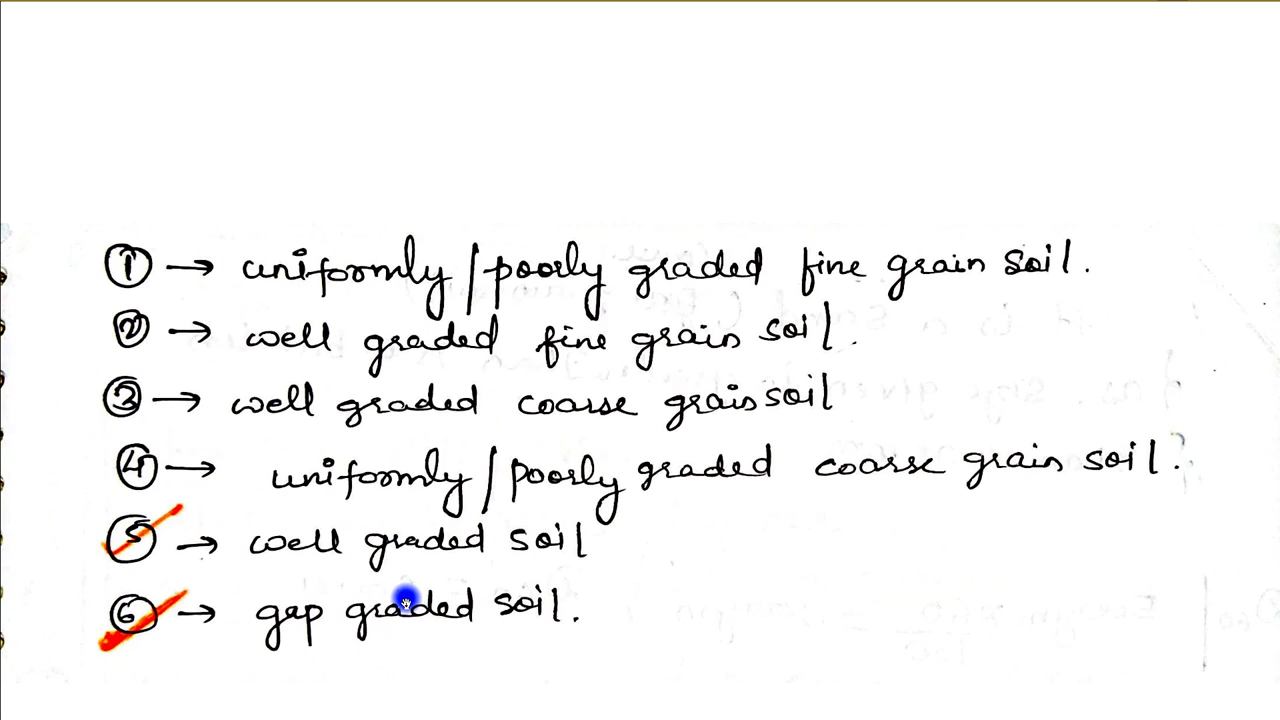 ① → uniformly/poorly graded fine grain soil.
② → well graded fine grain soil.
③ → well graded coarse grain soil
④ → uniformly/poorly graded coarse grain soil.
⑤ → well graded soil
⑥ → gap graded soil.